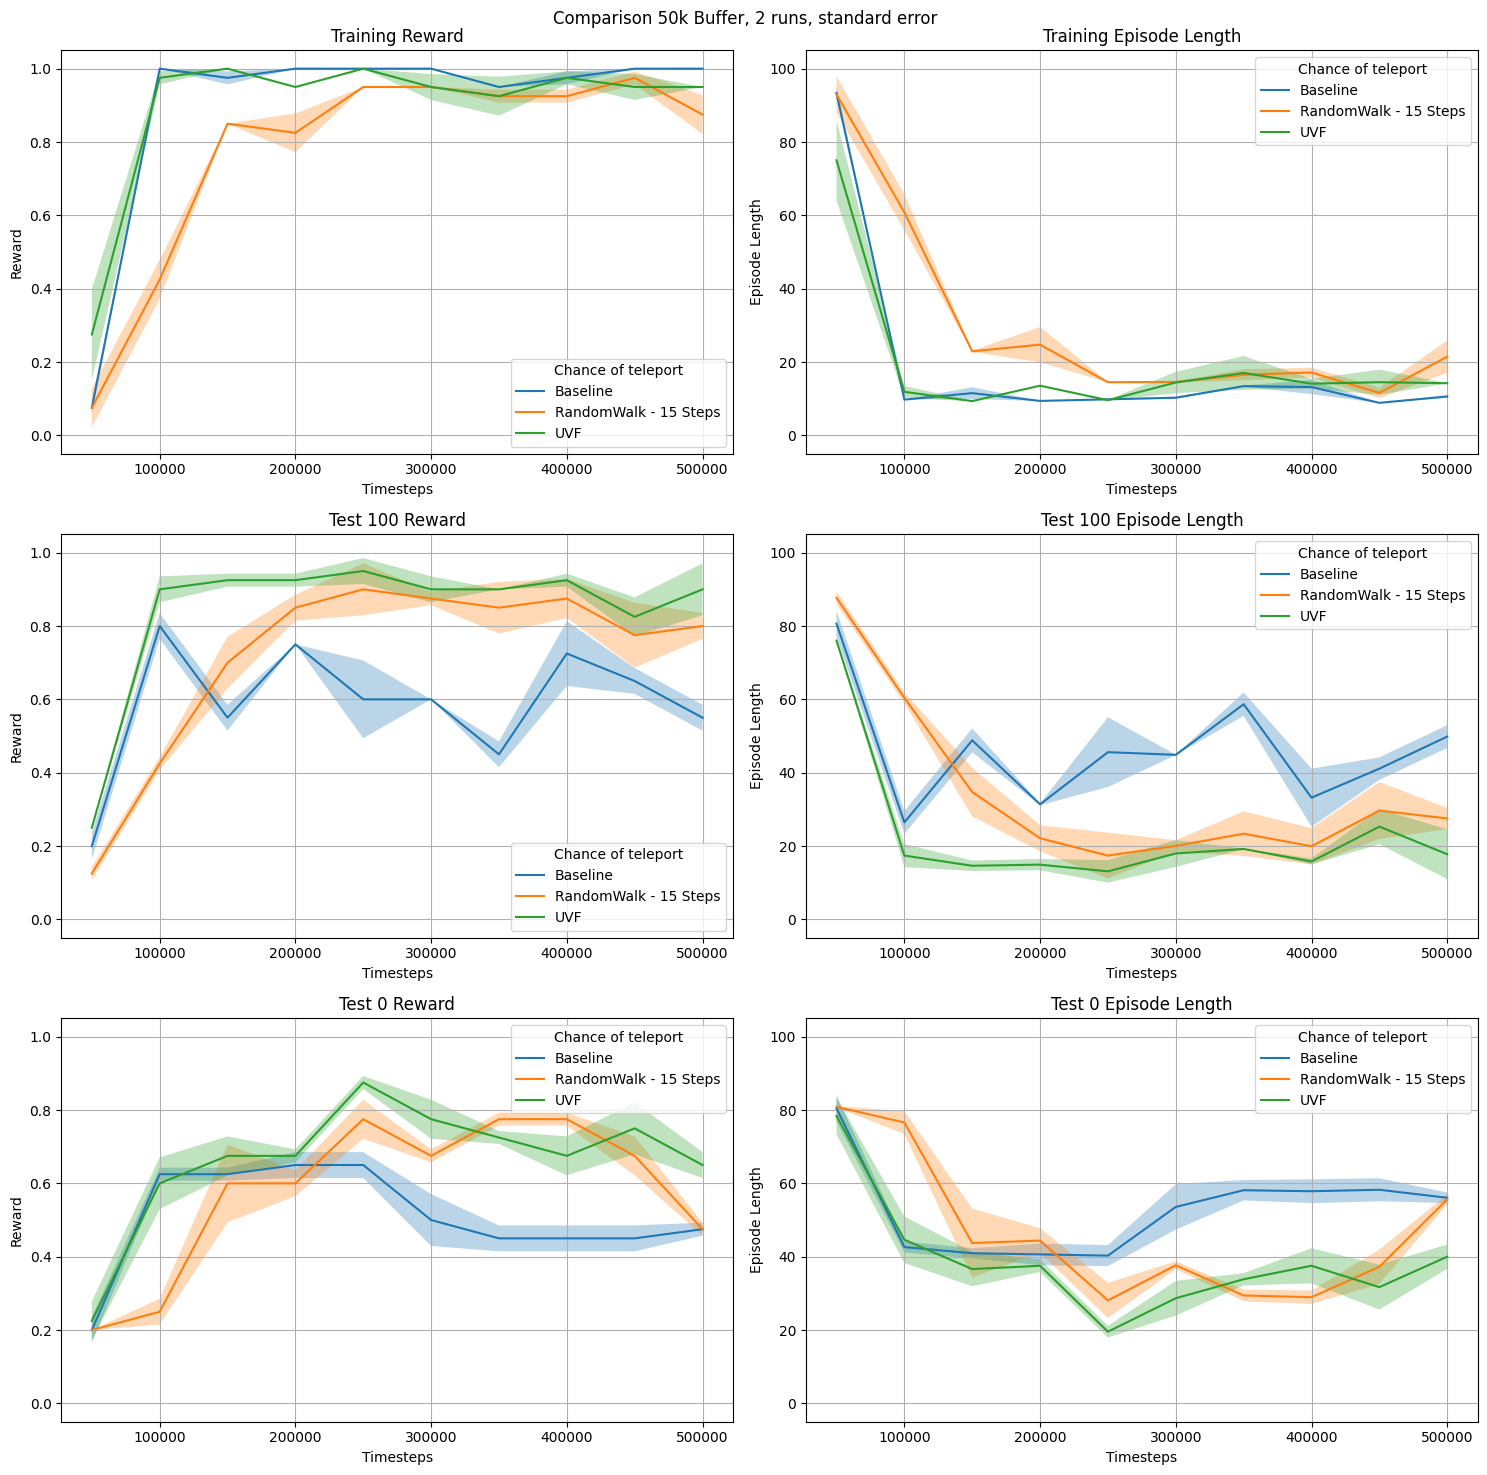 Comparison 50k Buffer, 2 runs, standard error
Training Reward
1.0
0.8
0.6
0.4
0.2
0.0
Reward
100000 200000 300000 400000 500000
Timesteps
Chance of teleport
Baseline
RandomWalk - 15 Steps
UVF
Training Episode Length
100
80
60
40
20
0
Episode Length
100000 200000 300000 400000 500000
Timesteps
Chance of teleport
Baseline
RandomWalk - 15 Steps
UVF
Test 100 Reward
1.0
0.8
0.6
0.4
0.2
0.0
Reward
100000 200000 300000 400000 500000
Timesteps
Chance of teleport
Baseline
RandomWalk - 15 Steps
UVF
Test 100 Episode Length
100
80
60
40
20
0
Episode Length
100000 200000 300000 400000 500000
Timesteps
Chance of teleport
Baseline
RandomWalk - 15 Steps
UVF
Test 0 Reward
1.0
0.8
0.6
0.4
0.2
0.0
Reward
100000 200000 300000 400000 500000
Timesteps
Chance of teleport
Baseline
RandomWalk - 15 Steps
UVF
Test 0 Episode Length
100
80
60
40
20
0
Episode Length
100000 200000 300000 400000 500000
Timesteps
Chance of teleport
Baseline
RandomWalk - 15 Steps
UVF